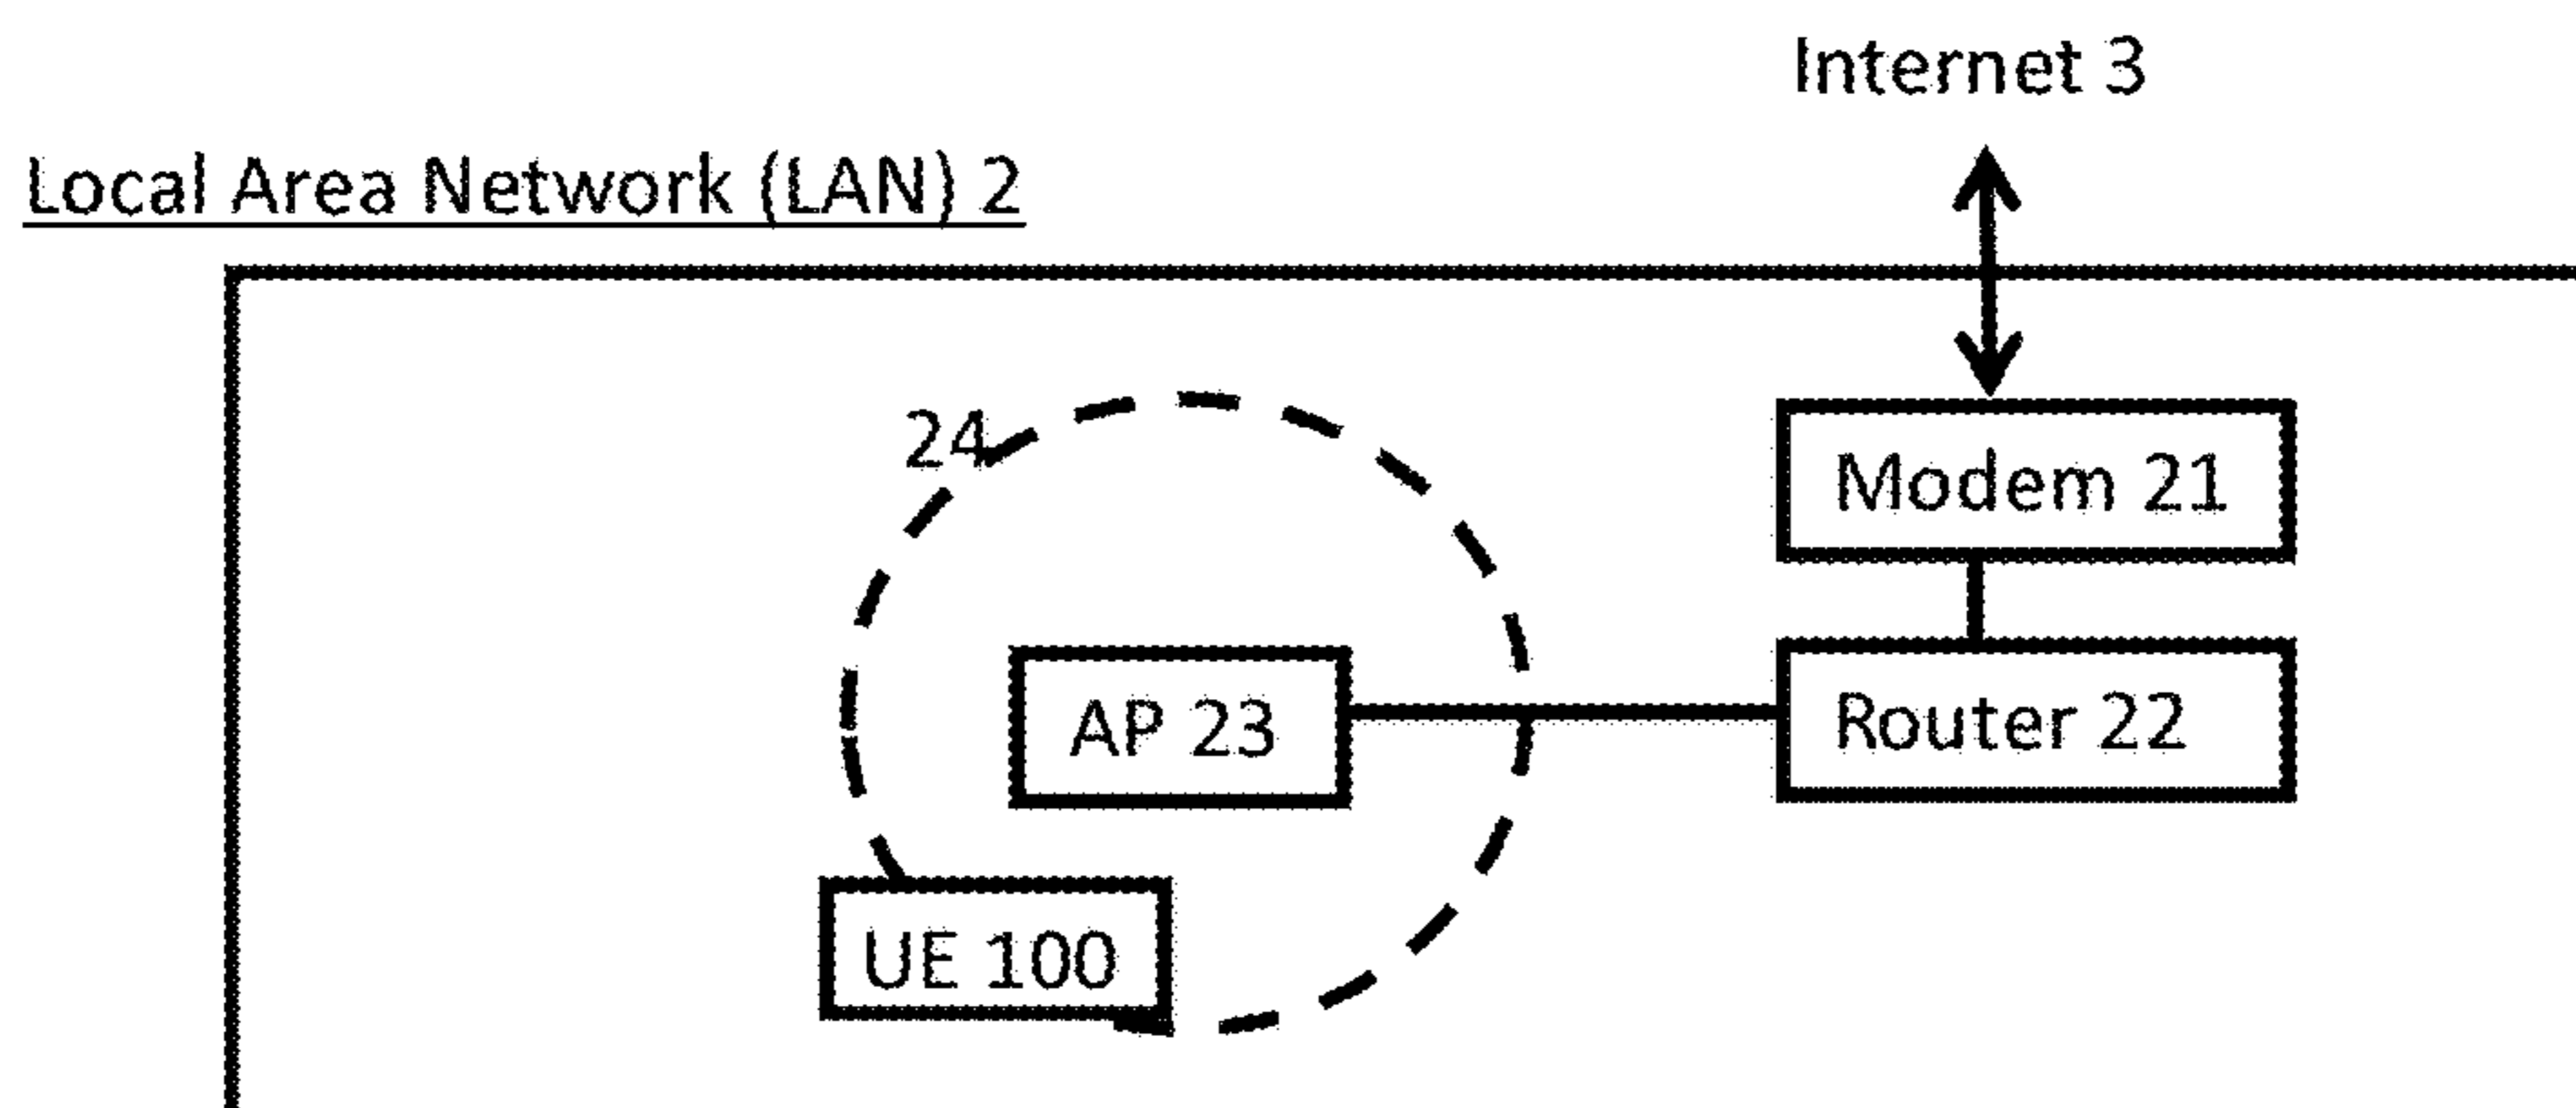 Internet 3
Local Area Network (LAN) 2
24
Modem 21
AP 23
Router 22
UE 100